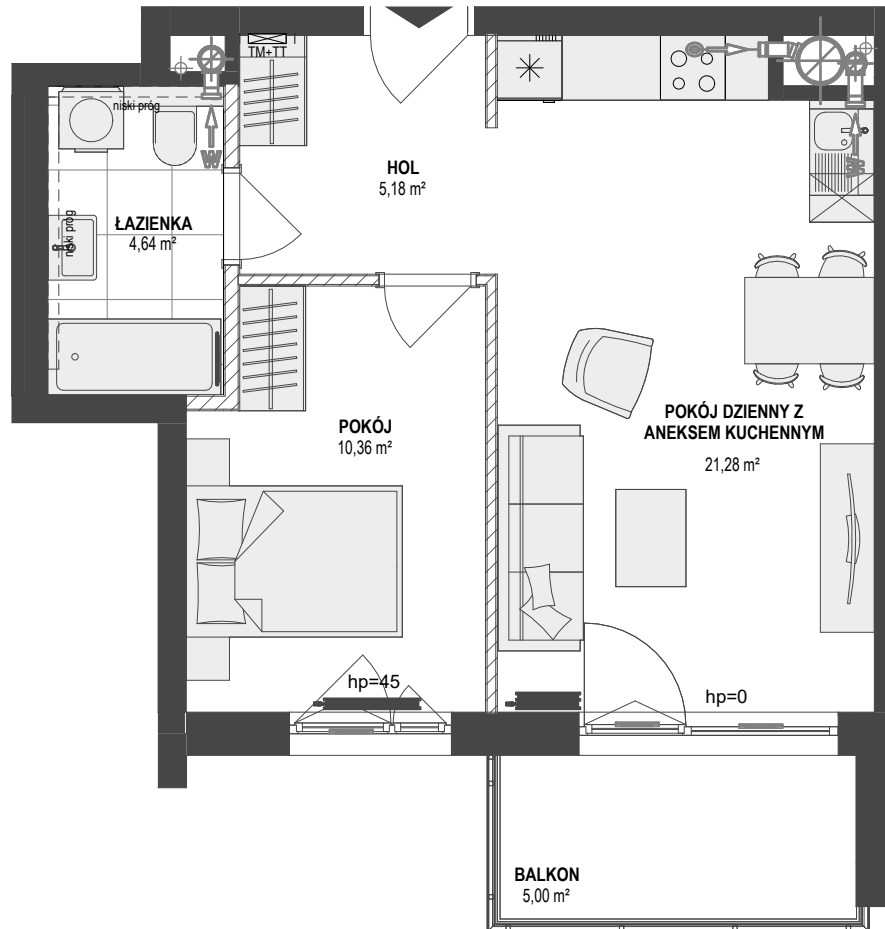 TM+TT
niski próg
W
W
HOL
5,18 m²
ŁAZIENKA
4,64 m²
niski próg
POKÓJ
10,36 m²
POKÓJ DZIENNY Z
ANEKSEM KUCHENNYM
21,28 m²
hp=45
hp=0
BALKON
5,00 m²